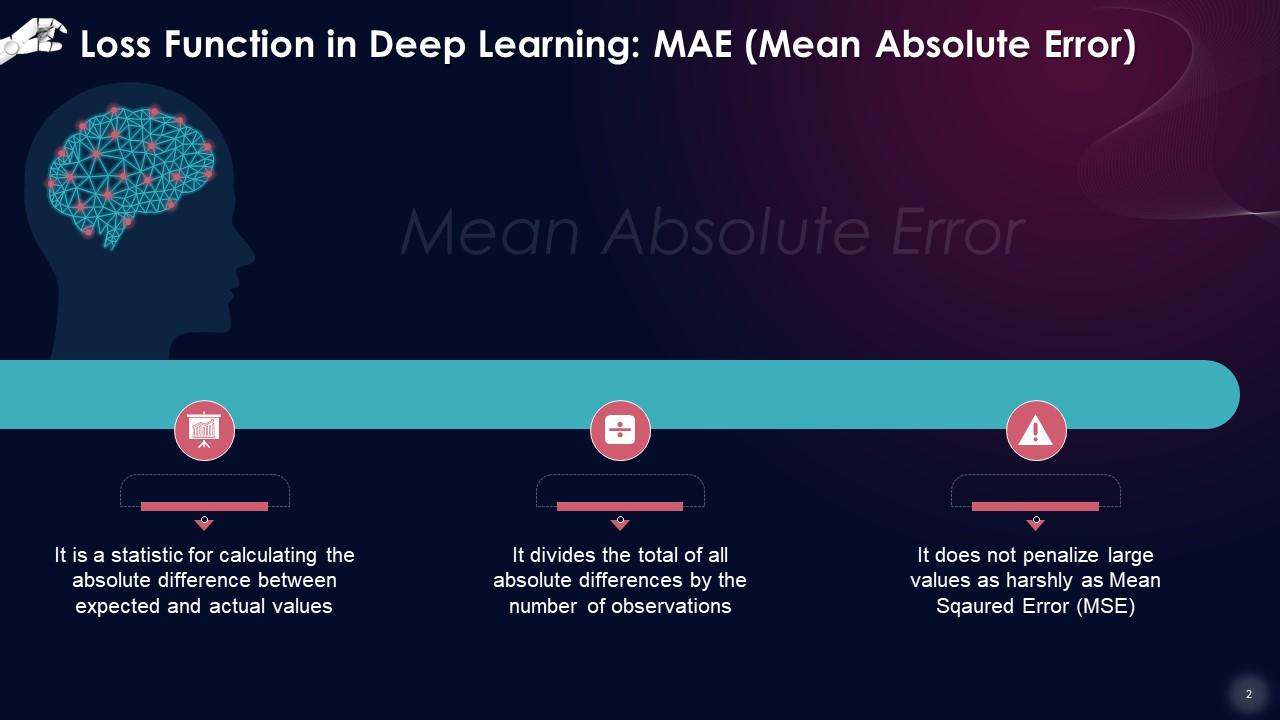 Loss Function in Deep Learning: MAE (Mean Absolute Error)
Mean Absolute Error
It is a statistic for calculating the
absolute difference between
expected and actual values
It divides the total of all
absolute differences by the
number of observations
It does not penalize large
values as harshly as Mean
Sqaured Error (MSE)
2